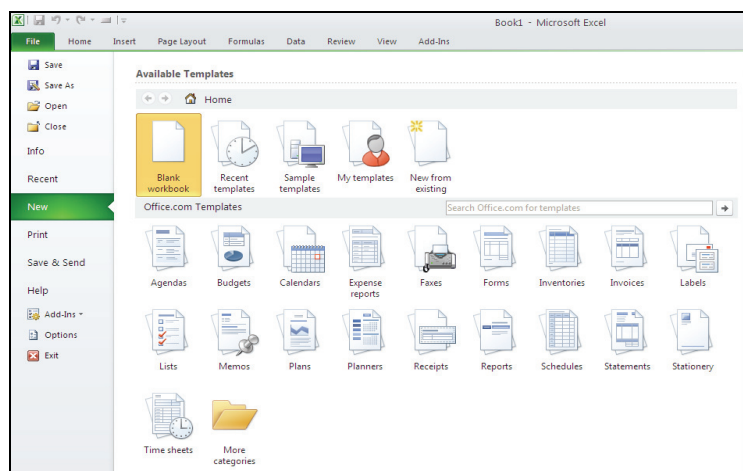 Book1 - Microsoft Excel
File Home Insert Page Layout Formulas Data Review View Add-Ins
Save
Save As
Open
Close
Info
Recent
New
Print
Save & Send
Help
Add-Ins
Options
Exit
Available Templates
Home
Blank workbook
Recent templates
Sample templates
My templates
New from existing
Office.com Templates
Search Office.com for templates
Agendas
Budgets
Calendars
Expense reports
Faxes
Forms
Inventories
Invoices
Labels
Lists
Memos
Plans
Planners
Receipts
Reports
Schedules
Statements
Stationery
Time sheets
More categories